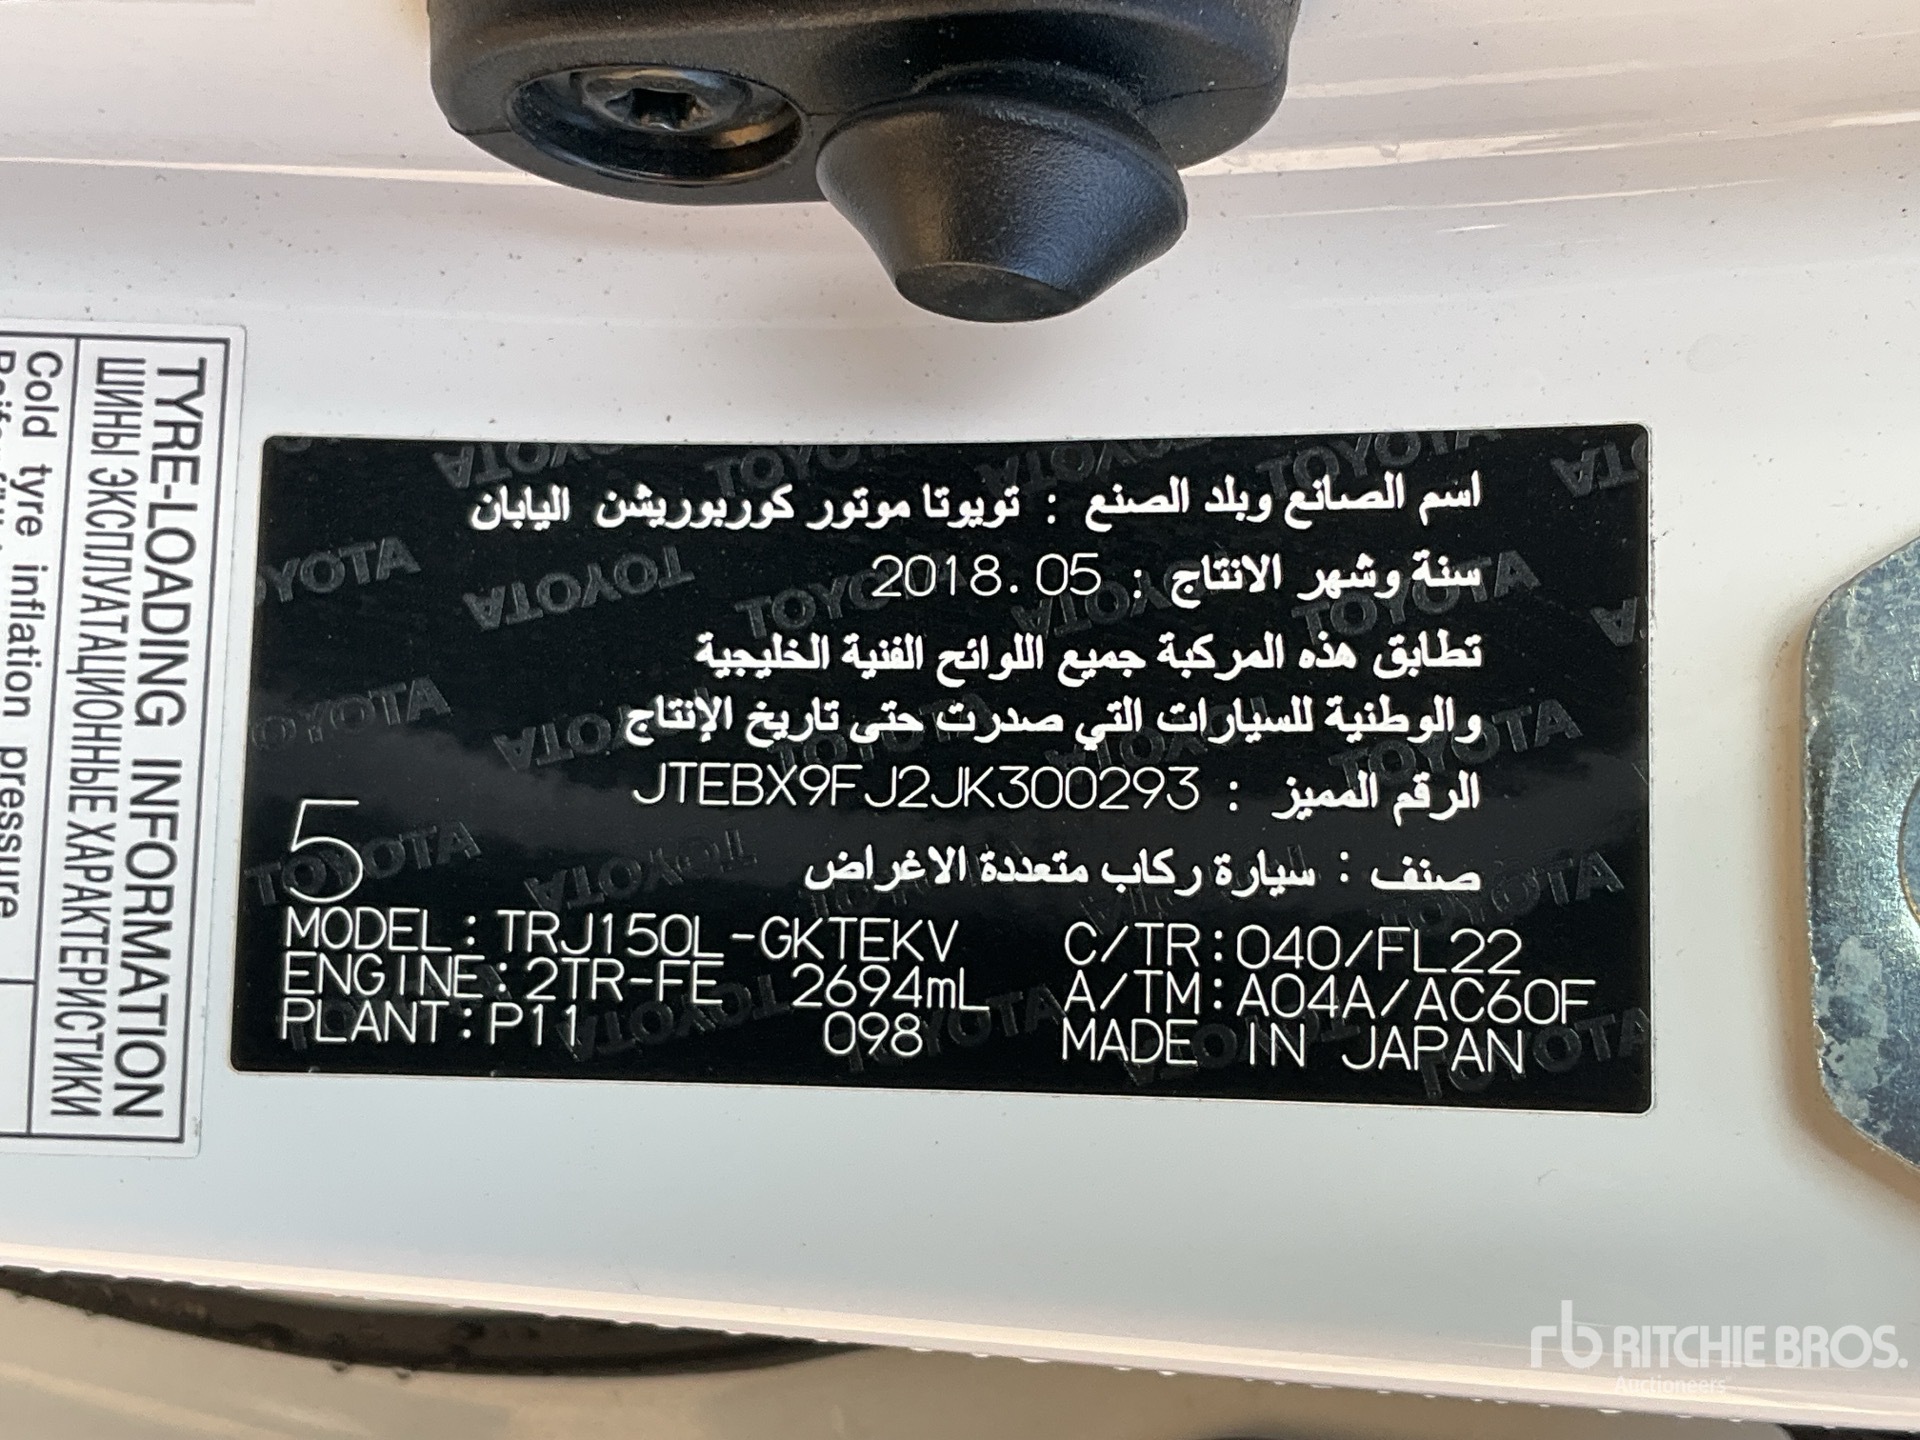 TYRE-LOADING INFORMATION
ШИНЫ ЭКСПЛУАТАЦИОННЫЕ ХАРАКТЕРИСТИКИ
Cold tyre inflation pressure
اسم الصانع وبلد الصنع : تويوتا موتور كوربوريشن اليابان
سنة وشهر الانتاج : 2018.05
تطابق هذه المركبة جميع اللوائح الفنية الخليجية
والوطنية للسيارات التي صدرت حتى تاريخ الإنتاج
الرقم المميز : JTEBX9FJ2JK300293
صنف : سيارة ركاب متعددة الاغراض
5
MODEL: TRJ150L-GKTEKV C/TR:040/FL22
ENGINE:2TR-FE 2694mL A/TM:A04A/AC60F
PLANT:P11 098 MADE IN JAPAN
rb RITCHIE BROS.
Auctioneers